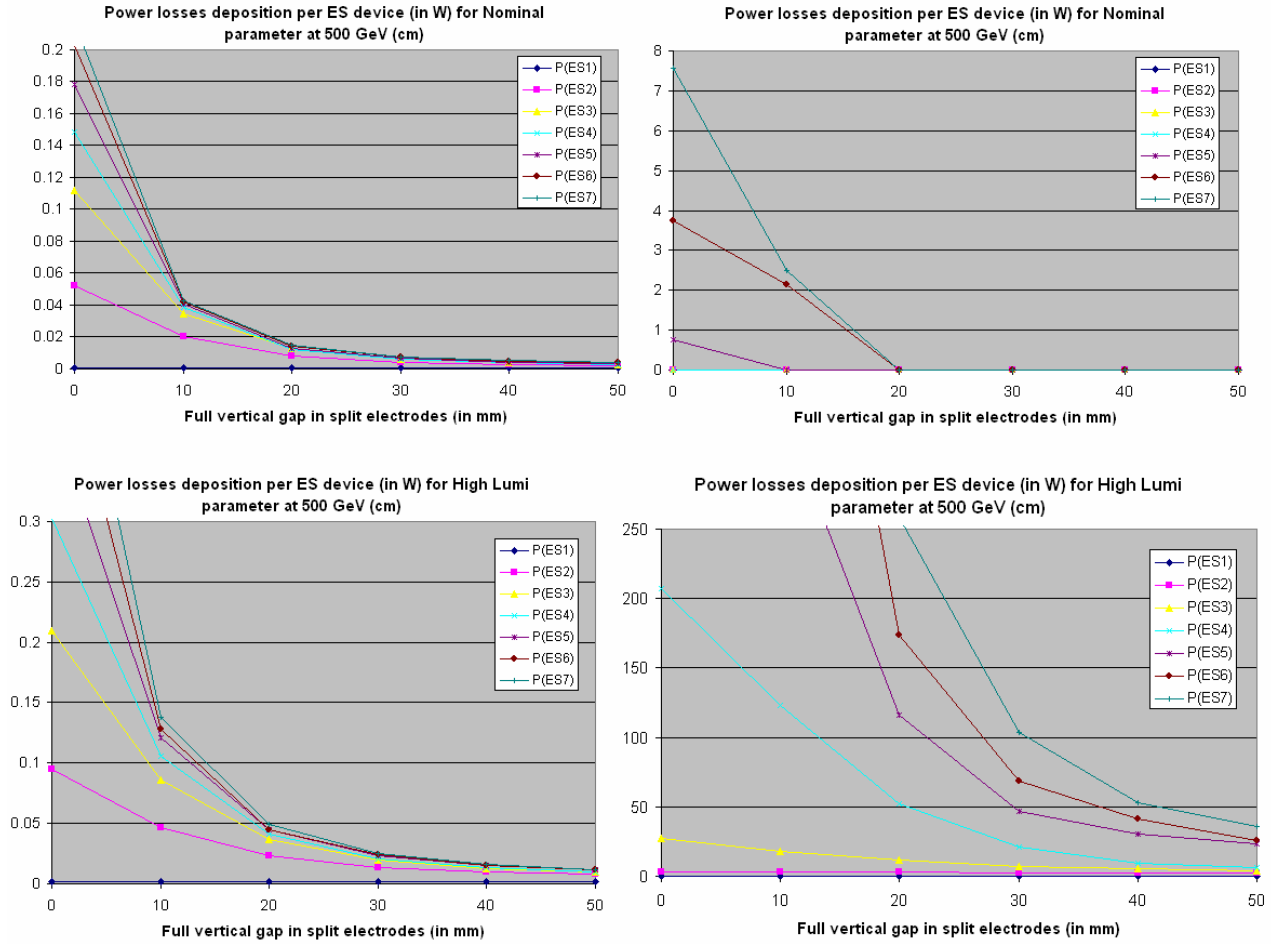 Power losses deposition per ES device (in W) for Nominal
parameter at 500 GeV (cm)
0.2
0.18
0.16
0.14
0.12
0.1
0.08
0.06
0.04
0.02
0
P(ES1)
P(ES2)
P(ES3)
P(ES4)
P(ES5)
P(ES6)
P(ES7)
0 10 20 30 40 50
Full vertical gap in split electrodes (in mm)
Power losses deposition per ES device (in W) for Nominal
parameter at 500 GeV (cm)
8
7
6
5
4
3
2
1
0
P(ES1)
P(ES2)
P(ES3)
P(ES4)
P(ES5)
P(ES6)
P(ES7)
0 10 20 30 40 50
Full vertical gap in split electrodes (in mm)
Power losses deposition per ES device (in W) for High Lumi
parameter at 500 GeV (cm)
0.3
0.25
0.2
0.15
0.1
0.05
0
P(ES1)
P(ES2)
P(ES3)
P(ES4)
P(ES5)
P(ES6)
P(ES7)
0 10 20 30 40 50
Full vertical gap in split electrodes (in mm)
Power losses deposition per ES device (in W) for High Lumi
parameter at 500 GeV (cm)
250
200
150
100
50
0
P(ES1)
P(ES2)
P(ES3)
P(ES4)
P(ES5)
P(ES6)
P(ES7)
0 10 20 30 40 50
Full vertical gap in split electrodes (in mm)